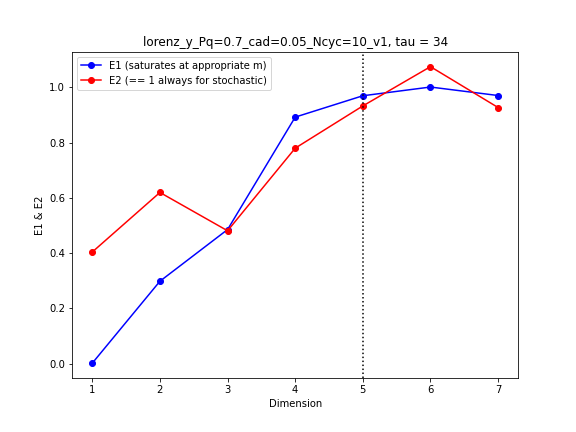 lorenz_y_Pq=0.7_cad=0.05_Ncyc=10_v1, tau = 34
E1 (saturates at appropriate m)
E2 (== 1 always for stochastic)
1.0
0.8
0.6
0.4
0.2
0.0
E1 & E2
1 2 3 4 5 6 7
Dimension